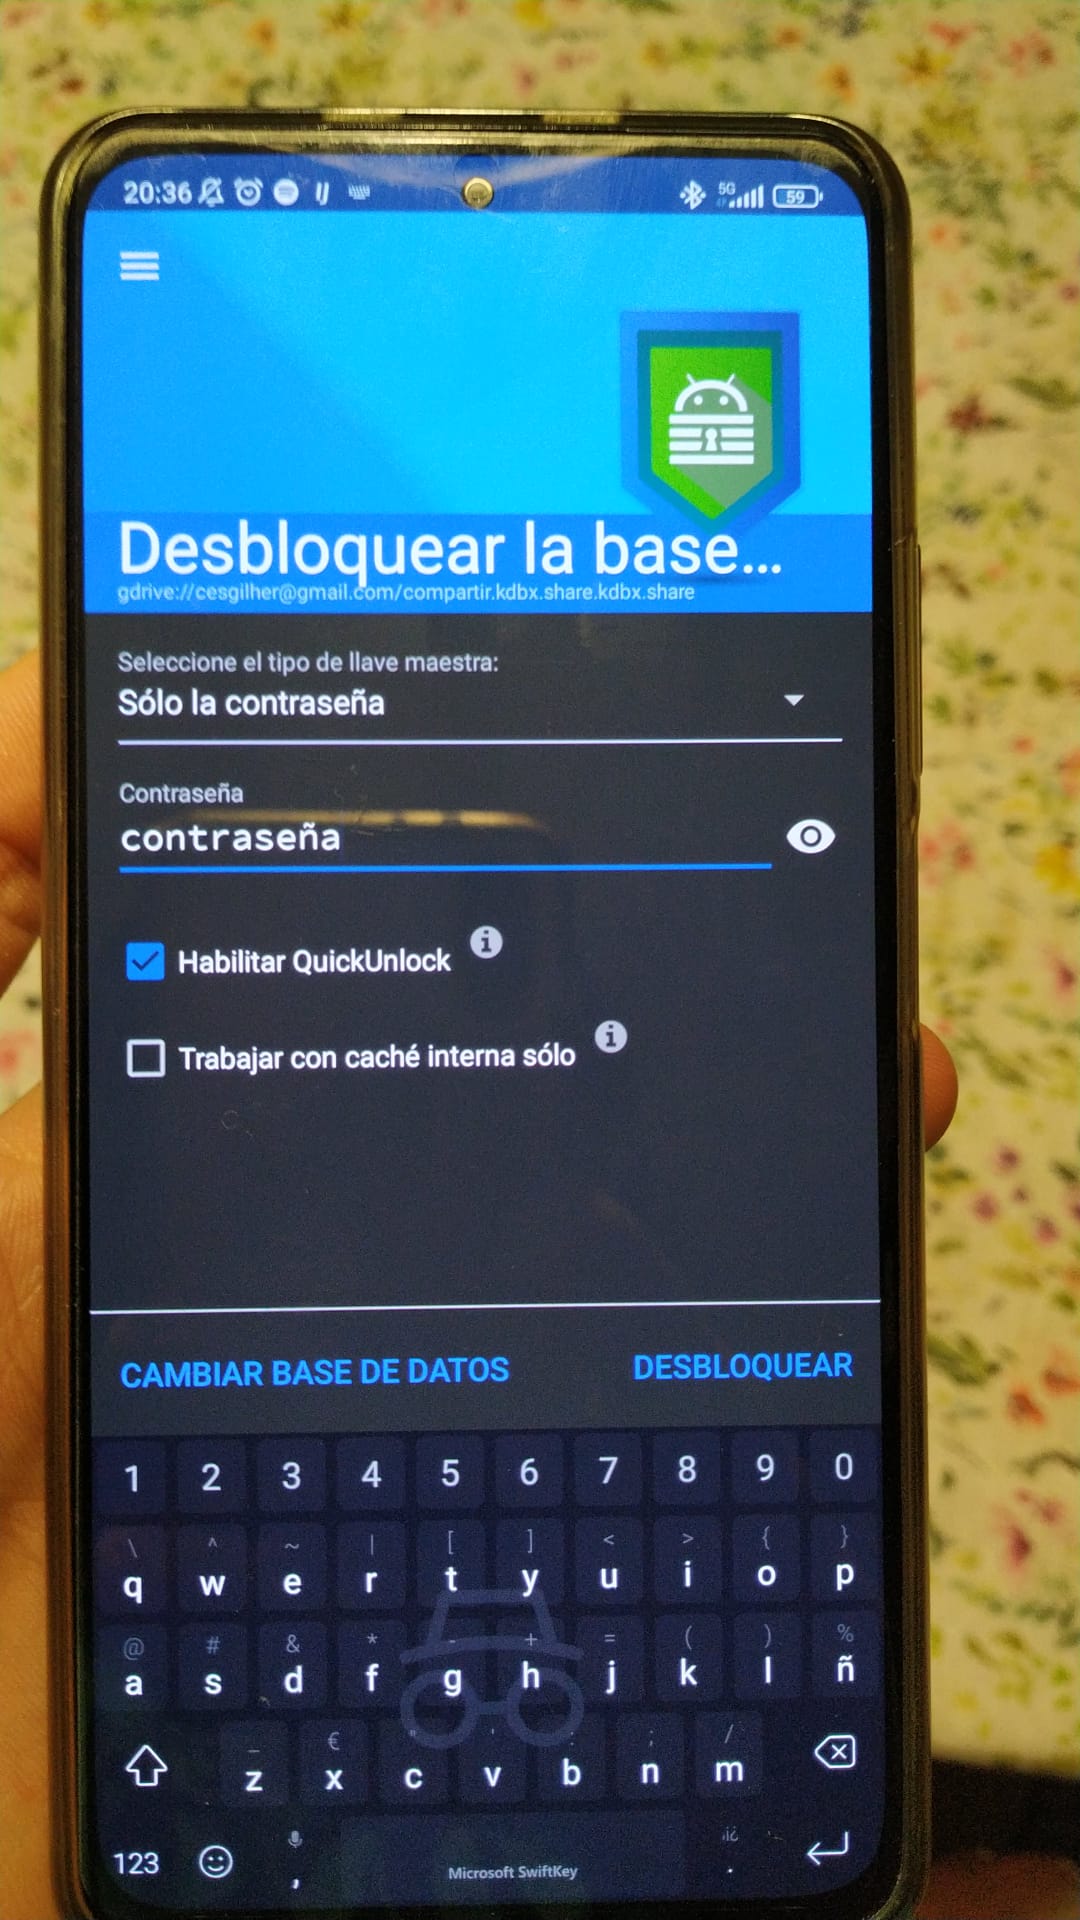 20:36
5G
59
Desbloquear la base...
gdrive://cesgilher@gmail.com/compartir.kdbx.share.kdbx.share
Seleccione el tipo de llave maestra:
Sólo la contraseña
Contraseña
contraseña
Habilitar QuickUnlock
Trabajar con caché interna sólo
CAMBIAR BASE DE DATOS
DESBLOQUEAR
1 2 3 4 5 6 7 8 9 0
\ ^ ~ | [ ] < > { }
q w e r t y u i o p
@ # & * - + = ( ) %
a s d f g h j k l ñ
_ € " ' : ; /
z x c v b n m
123 , Microsoft SwiftKey .